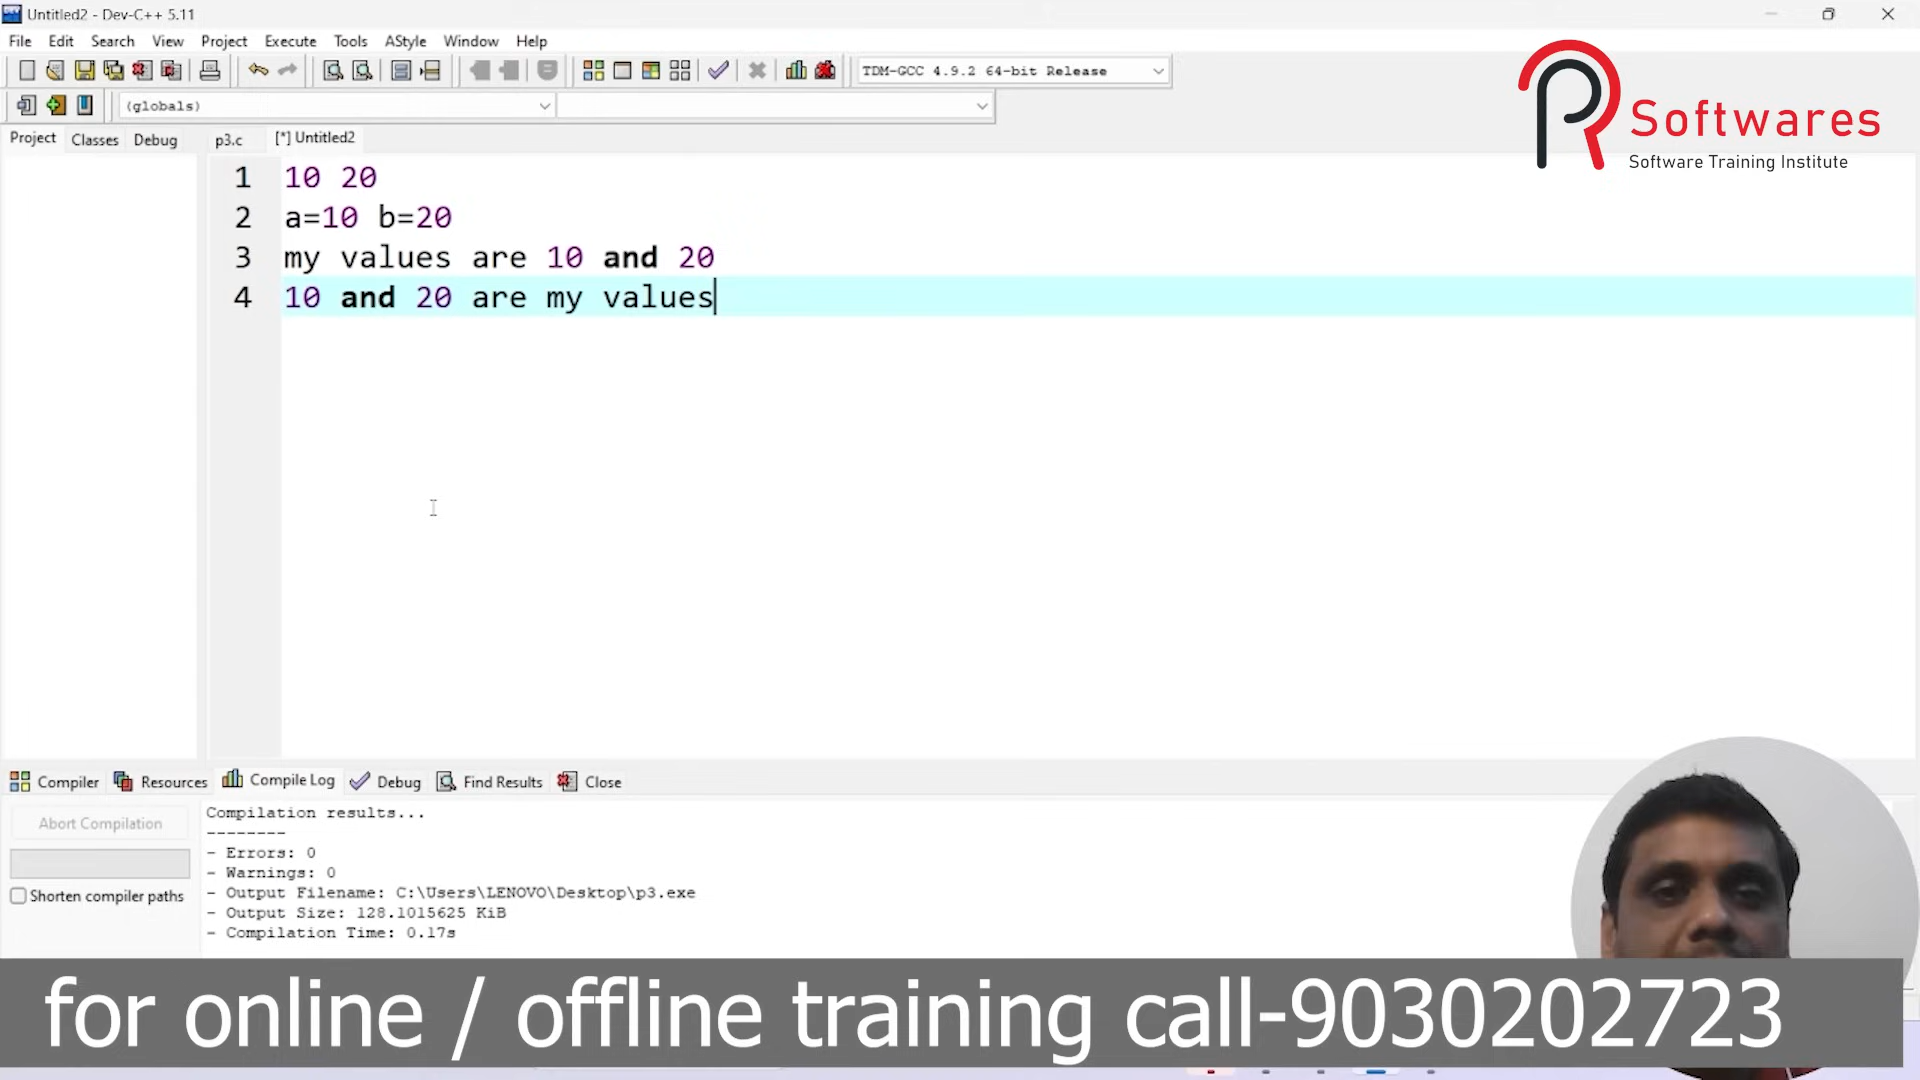 Untitled2 - Dev-C++ 5.11
File Edit Search View Project Execute Tools AStyle Window Help
TDM-GCC 4.9.2 64-bit Release
(globals)
Softwares
Software Training Institute
Project Classes Debug p3.c [*] Untitled2
1 10 20
2 a=10 b=20
3 my values are 10 and 20
4 10 and 20 are my values
Compiler Resources Compile Log Debug Find Results Close
Abort Compilation
Shorten compiler paths
Compilation results...
--------
- Errors: 0
- Warnings: 0
- Output Filename: C:\Users\LENOVO\Desktop\p3.exe
- Output Size: 128.1015625 KiB
- Compilation Time: 0.17s
for online / offline training call-9030202723